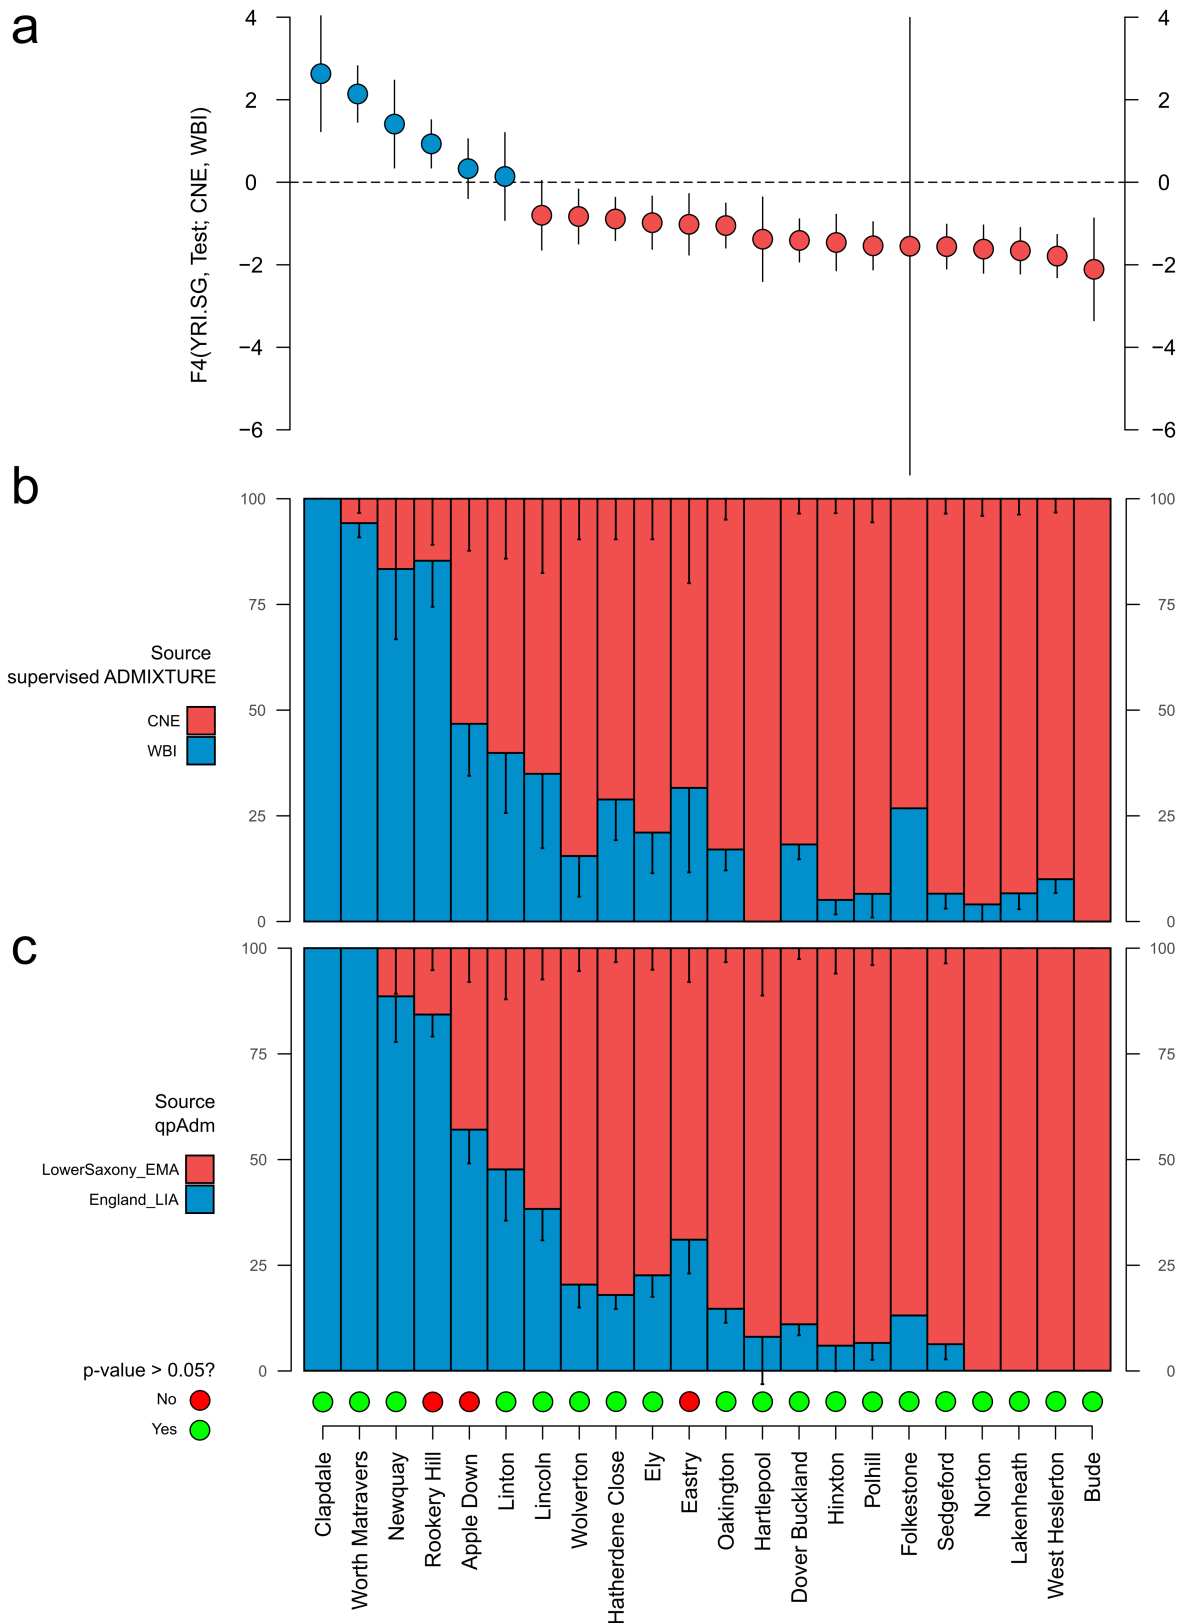 a
4
2
0
−2
−4
−6
F4(YRI.SG, Test; CNE, WBI)
4
2
0
−2
−4
−6
b
100
75
50
25
0
Source
supervised ADMIXTURE
CNE
WBI
100
75
50
25
0
c
100
75
50
25
0
Source
qpAdm
LowerSaxony_EMA
England_LIA
100
75
50
25
0
p-value > 0.05?
No
Yes
Clapdale
Worth Matravers
Newquay
Rookery Hill
Apple Down
Linton
Lincoln
Wolverton
Hatherdene Close
Ely
Eastry
Oakington
Hartlepool
Dover Buckland
Hinxton
Polhill
Folkestone
Sedgeford
Norton
Lakenheath
West Heslerton
Bude